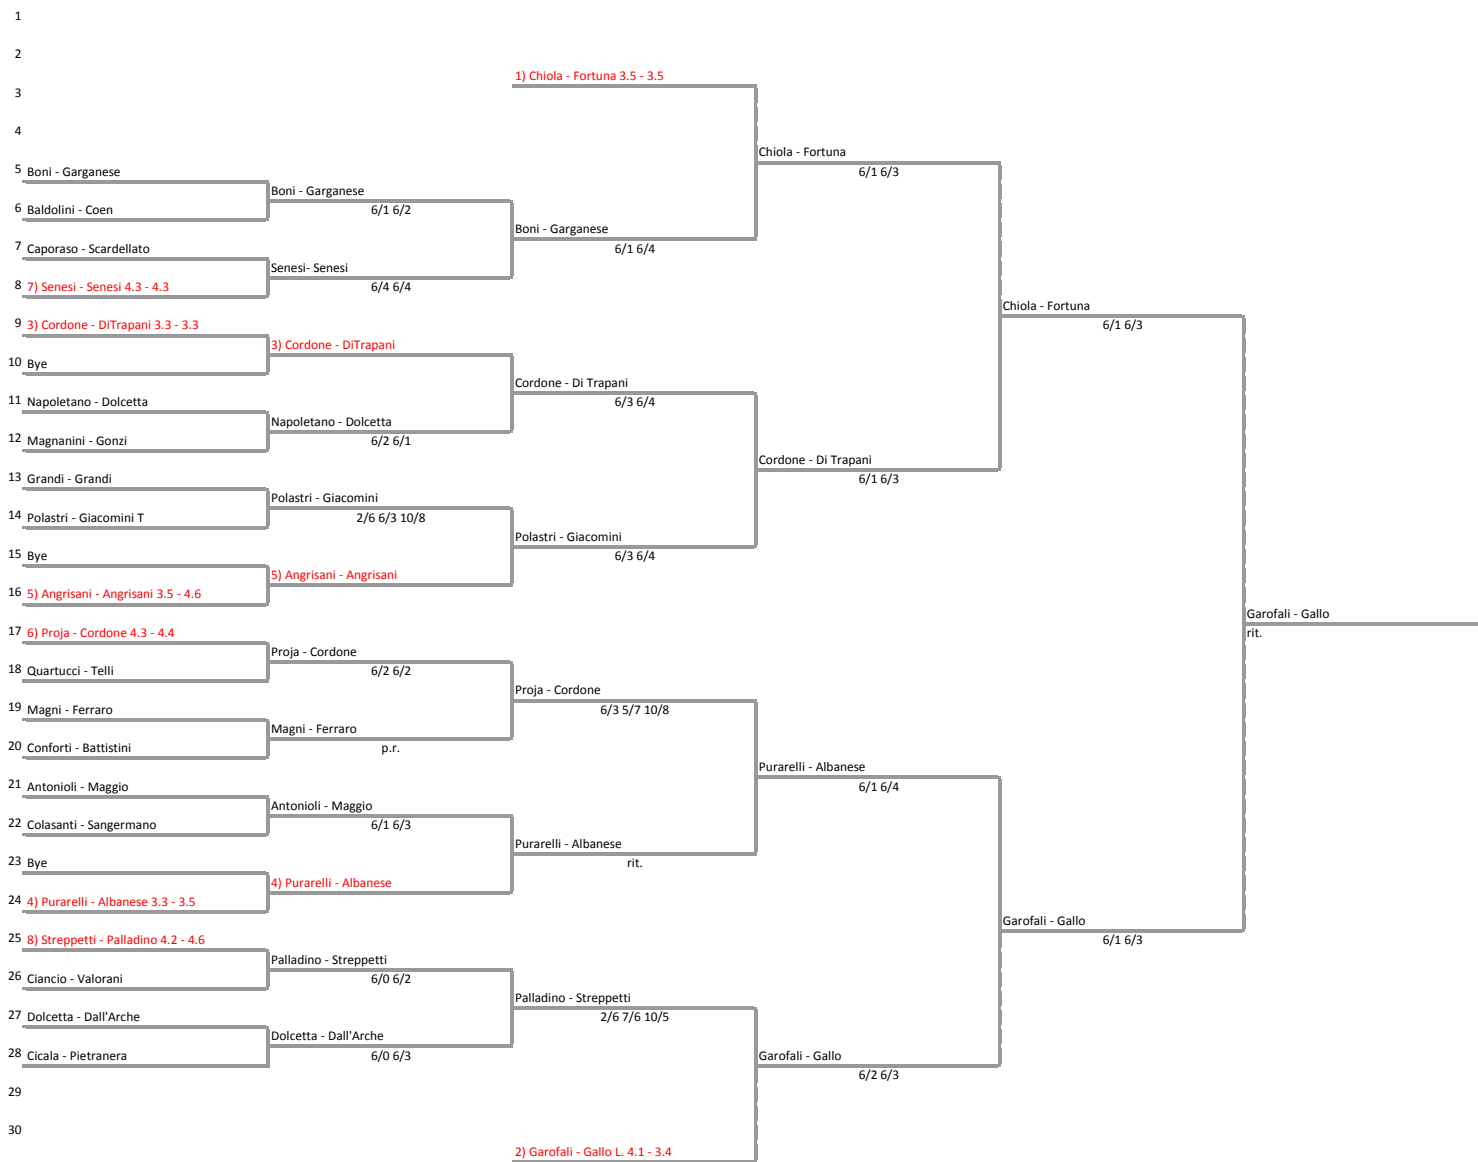 1
2
1) Chiola - Fortuna 3.5 - 3.5
3
4
Chiola - Fortuna
6/1 6/3
5 Boni - Garganese
Boni - Garganese
6/1 6/2
6 Baldolini - Coen
Boni - Garganese
6/1 6/4
7 Caporaso - Scardellato
Senesi- Senesi
6/4 6/4
8 7) Senesi - Senesi 4.3 - 4.3
Chiola - Fortuna
6/1 6/3
9 3) Cordone - DiTrapani 3.3 - 3.3
3) Cordone - DiTrapani
10 Bye
Cordone - Di Trapani
6/3 6/4
11 Napoletano - Dolcetta
Napoletano - Dolcetta
6/2 6/1
12 Magnanini - Gonzi
Cordone - Di Trapani
6/1 6/3
13 Grandi - Grandi
Polastri - Giacomini
2/6 6/3 10/8
14 Polastri - Giacomini T
Polastri - Giacomini
6/3 6/4
15 Bye
5) Angrisani - Angrisani
16 5) Angrisani - Angrisani 3.5 - 4.6
Garofali - Gallo
rit.
17 6) Proja - Cordone 4.3 - 4.4
Proja - Cordone
6/2 6/2
18 Quartucci - Telli
Proja - Cordone
6/3 5/7 10/8
19 Magni - Ferraro
Magni - Ferraro
p.r.
20 Conforti - Battistini
Purarelli - Albanese
6/1 6/4
21 Antonioli - Maggio
Antonioli - Maggio
6/1 6/3
22 Colasanti - Sangermano
Purarelli - Albanese
rit.
23 Bye
4) Purarelli - Albanese
24 4) Purarelli - Albanese 3.3 - 3.5
Garofali - Gallo
6/1 6/3
25 8) Streppetti - Palladino 4.2 - 4.6
Palladino - Streppetti
6/0 6/2
26 Ciancio - Valorani
Palladino - Streppetti
2/6 7/6 10/5
27 Dolcetta - Dall'Arche
Dolcetta - Dall'Arche
6/0 6/3
28 Cicala - Pietranera
Garofali - Gallo
6/2 6/3
29
30
2) Garofali - Gallo L. 4.1 - 3.4